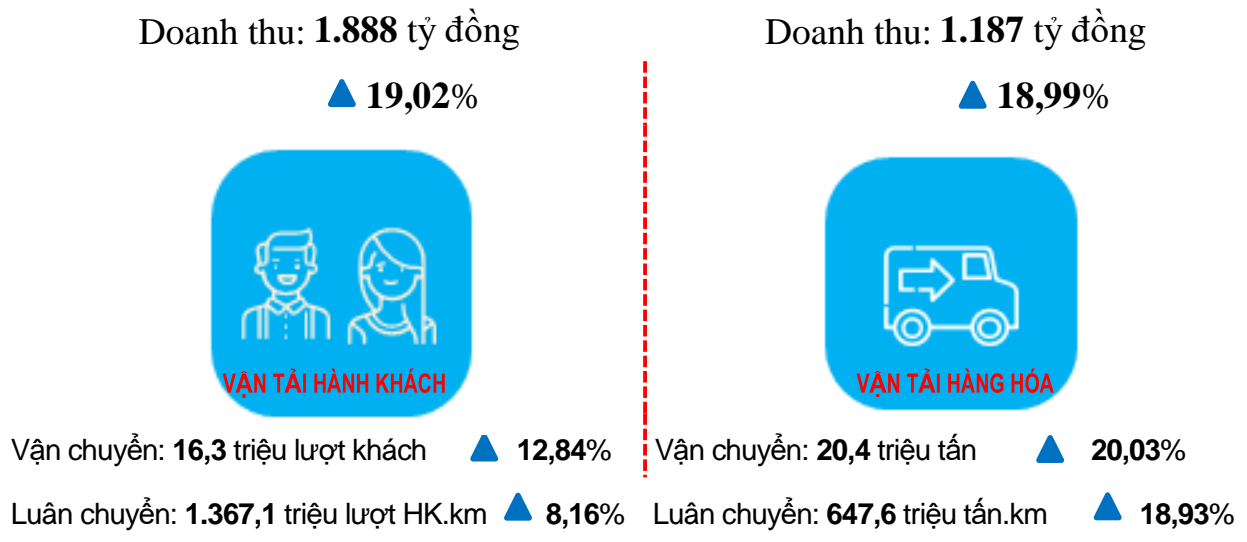 Doanh thu: 1.888 tỷ đồng
19,02%
VẬN TẢI HÀNH KHÁCH
Vận chuyển: 16,3 triệu lượt khách 12,84%
Luân chuyển: 1.367,1 triệu lượt HK.km 8,16%
Doanh thu: 1.187 tỷ đồng
18,99%
VẬN TẢI HÀNG HÓA
Vận chuyển: 20,4 triệu tấn 20,03%
Luân chuyển: 647,6 triệu tấn.km 18,93%